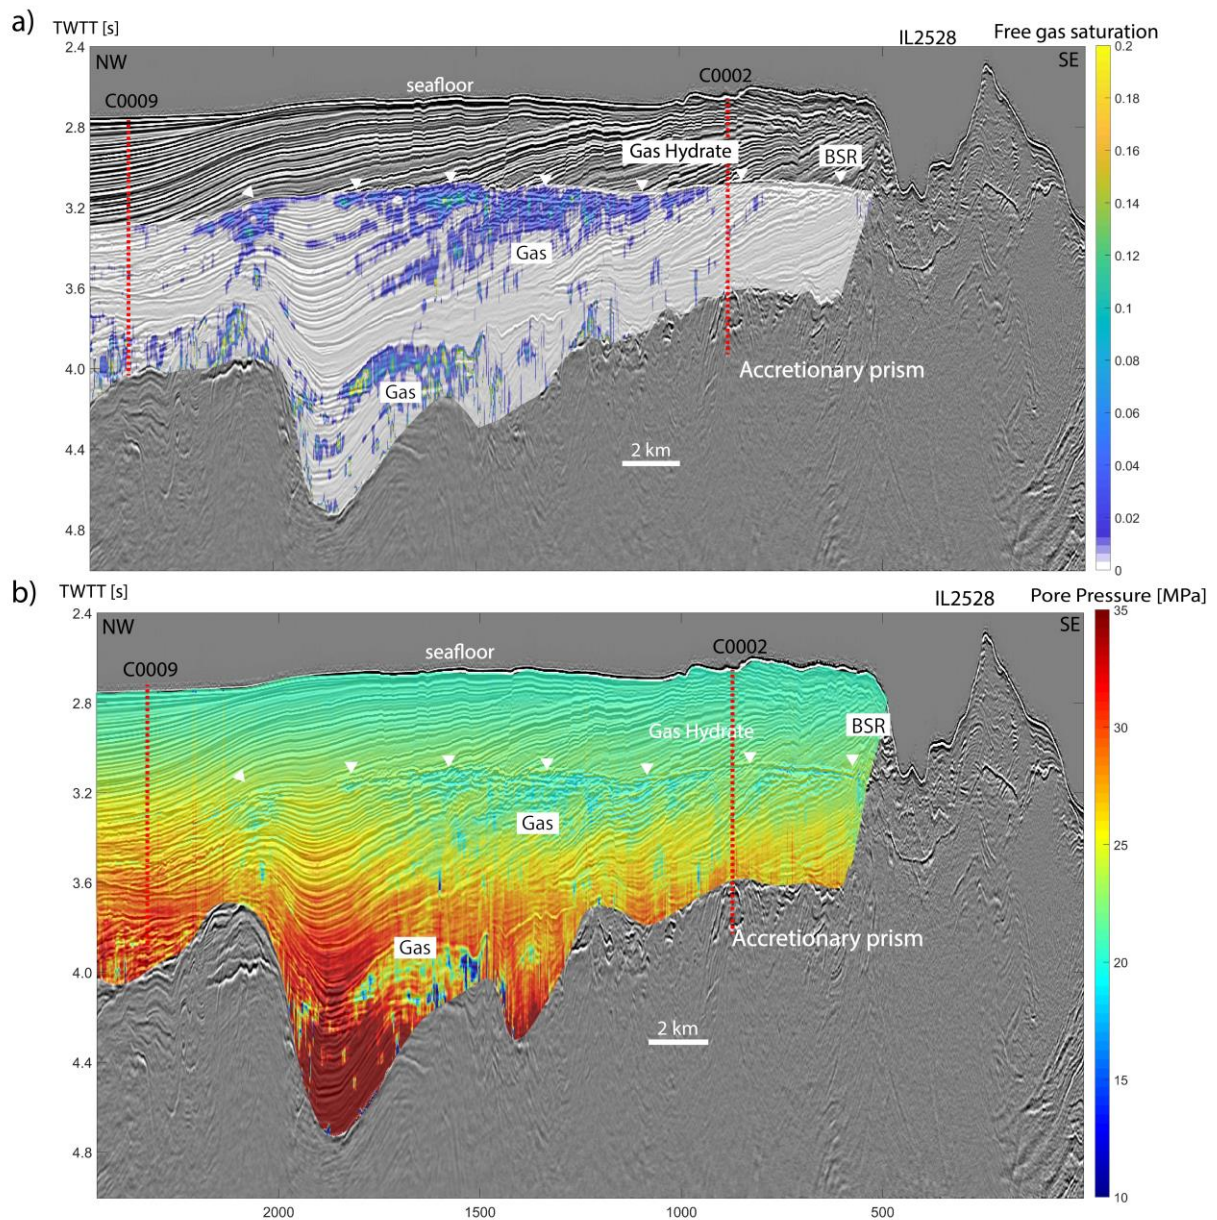 a)
TWTT [s]
IL2528
Free gas saturation
2.4
NW
SE
0.2
C0009
seafloor
C0002
0.18
2.8
Gas Hydrate
BSR
0.16
0.14
3.2
Gas
0.12
3.6
0.1
0.08
4.0
Accretionary prism
Gas
0.06
4.4
2 km
0.04
4.8
0.02
0
2000
1500
1000
500
b)
TWTT [s]
IL2528
Pore Pressure [MPa]
2.4
NW
SE
35
C0009
seafloor
C0002
2.8
30
Gas Hydrate
BSR
3.2
25
Gas
3.6
Accretionary prism
20
Gas
4.0
2 km
15
4.4
4.8
10
2000
1500
1000
500